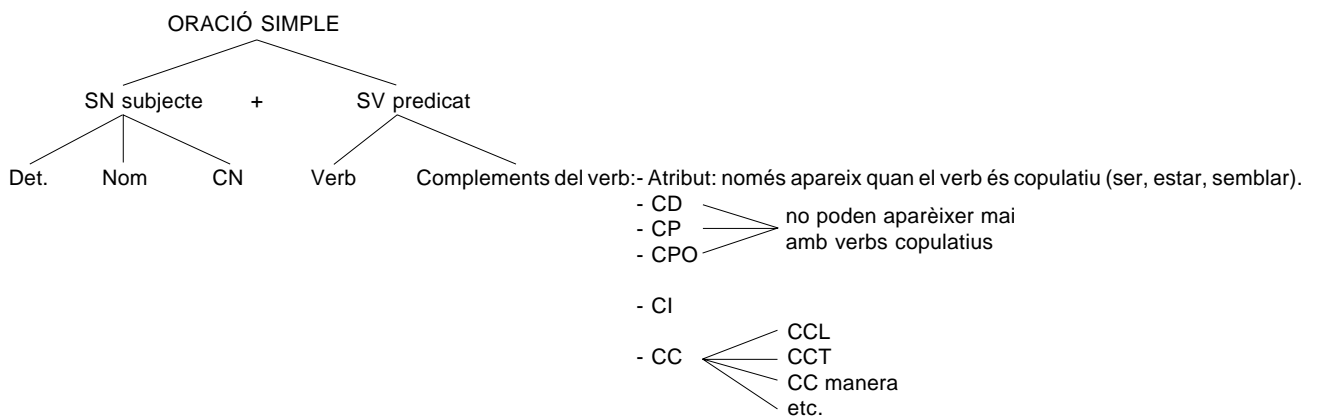 ORACIÓ SIMPLE
SN subjecte + SV predicat
Det. Nom CN Verb Complements del verb:- Atribut: només apareix quan el verb és copulatiu (ser, estar, semblar).
- CD
- CP
- CPO
no poden aparèixer mai
amb verbs copulatius
- CI
- CC
CCL
CCT
CC manera
etc.